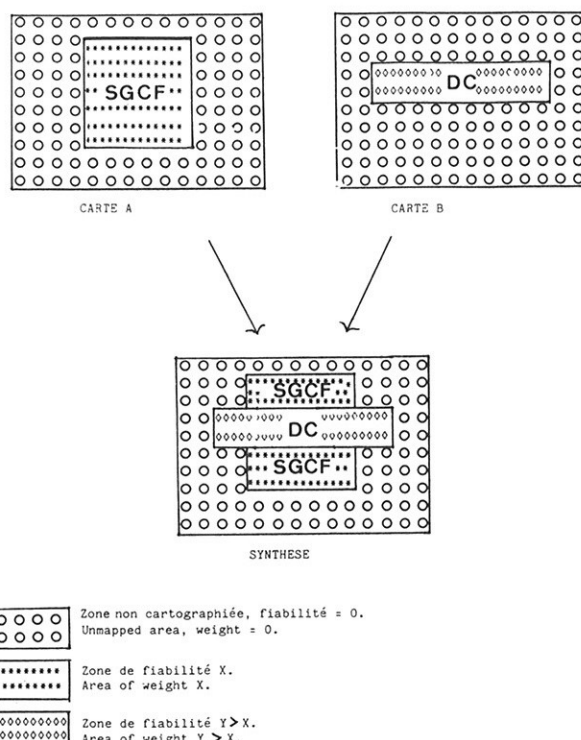 SGCF
DC
CARTE A
CARTE B
SGCF
DC
SGCF
SYNTHESE
Zone non cartographiée, fiabilité = 0.
Unmapped area, weight = 0.
Zone de fiabilité X.
Area of weight X.
Zone de fiabilité Y > X.
Area of weight Y > X.